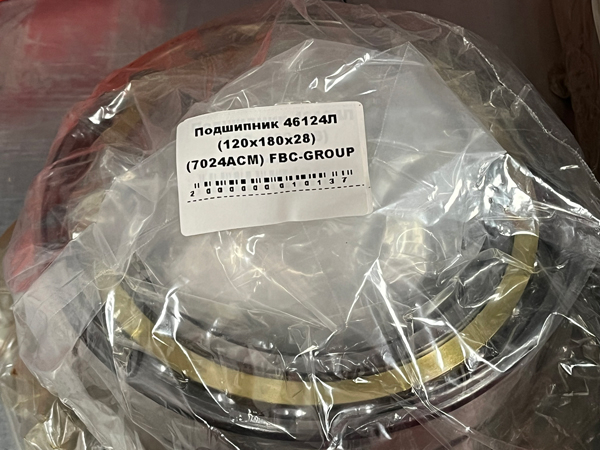 Подшипник 46124Л
(120x180x28)
(7024ACM) FBC-GROUP
2000000010137